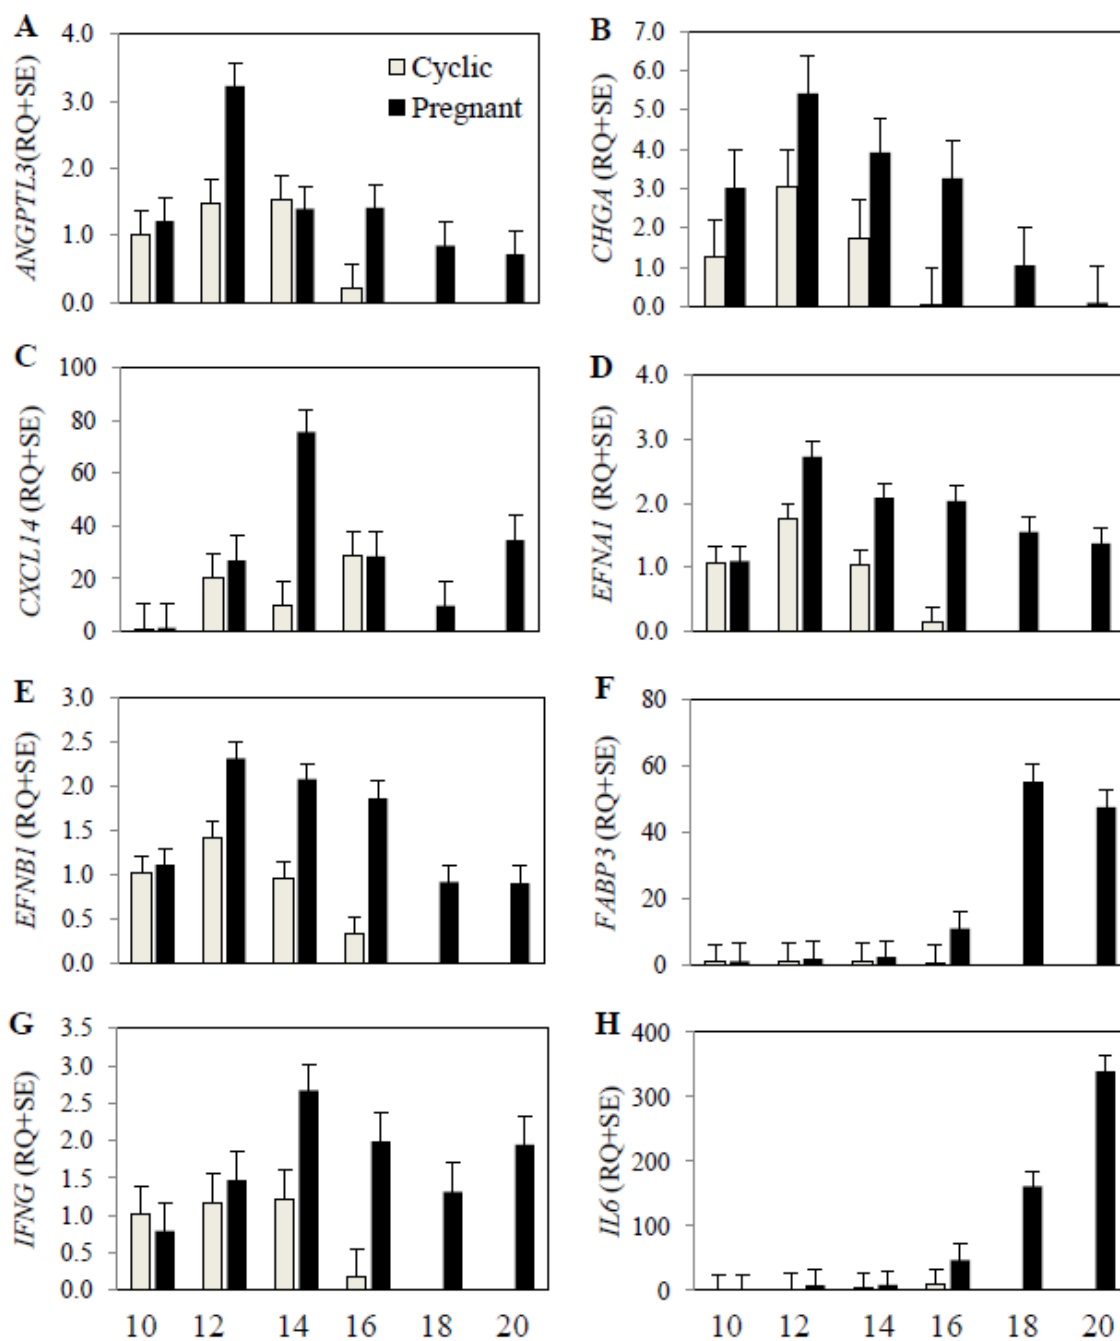 A
4.0
3.0
2.0
1.0
0.0
ANGPTL3(RQ+SE)
Cyclic
Pregnant
B
7.0
6.0
5.0
4.0
3.0
2.0
1.0
0.0
CHGA (RQ+SE)
C
100
80
60
40
20
0
CXCL14 (RQ+SE)
D
4.0
3.0
2.0
1.0
0.0
EFNA1 (RQ+SE)
E
3.0
2.5
2.0
1.5
1.0
0.5
0.0
EFNB1 (RQ+SE)
F
80
60
40
20
0
FABP3 (RQ+SE)
G
3.5
3.0
2.5
2.0
1.5
1.0
0.5
0.0
IFNG (RQ+SE)
10 12 14 16 18 20
H
400
300
200
100
0
IL6 (RQ+SE)
10 12 14 16 18 20